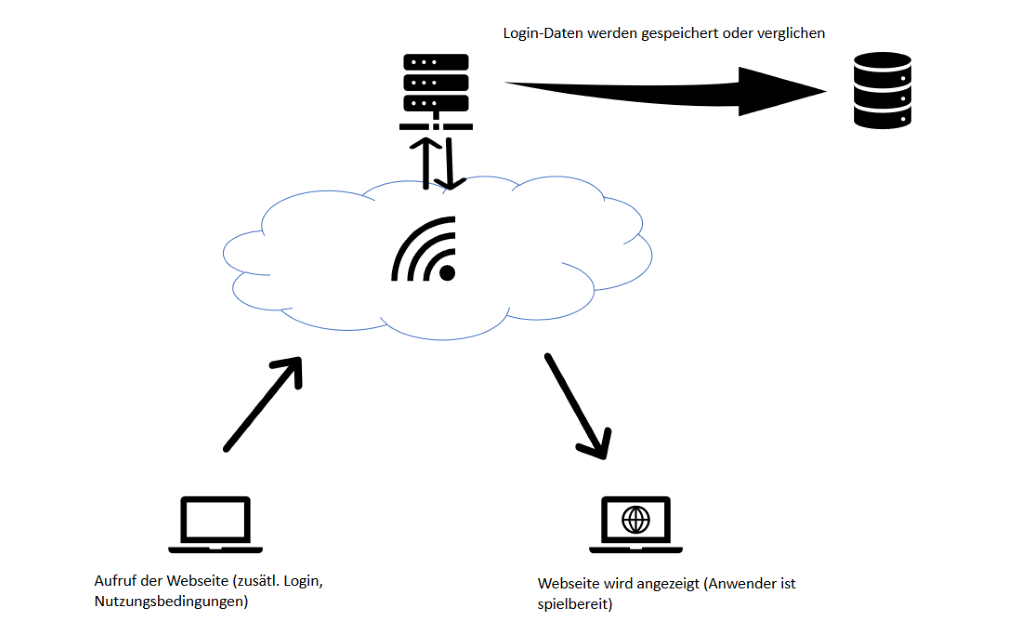 Login-Daten werden gespeichert oder verglichen
Aufruf der Webseite (zusätl. Login,
Nutzungsbedingungen)
Webseite wird angezeigt (Anwender ist
spielbereit)